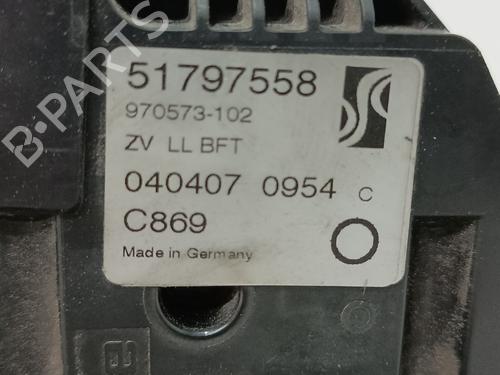 51797558
970573-102
ZV LL BFT
040407 0954 C
C869
Made in Germany
B-PARTS